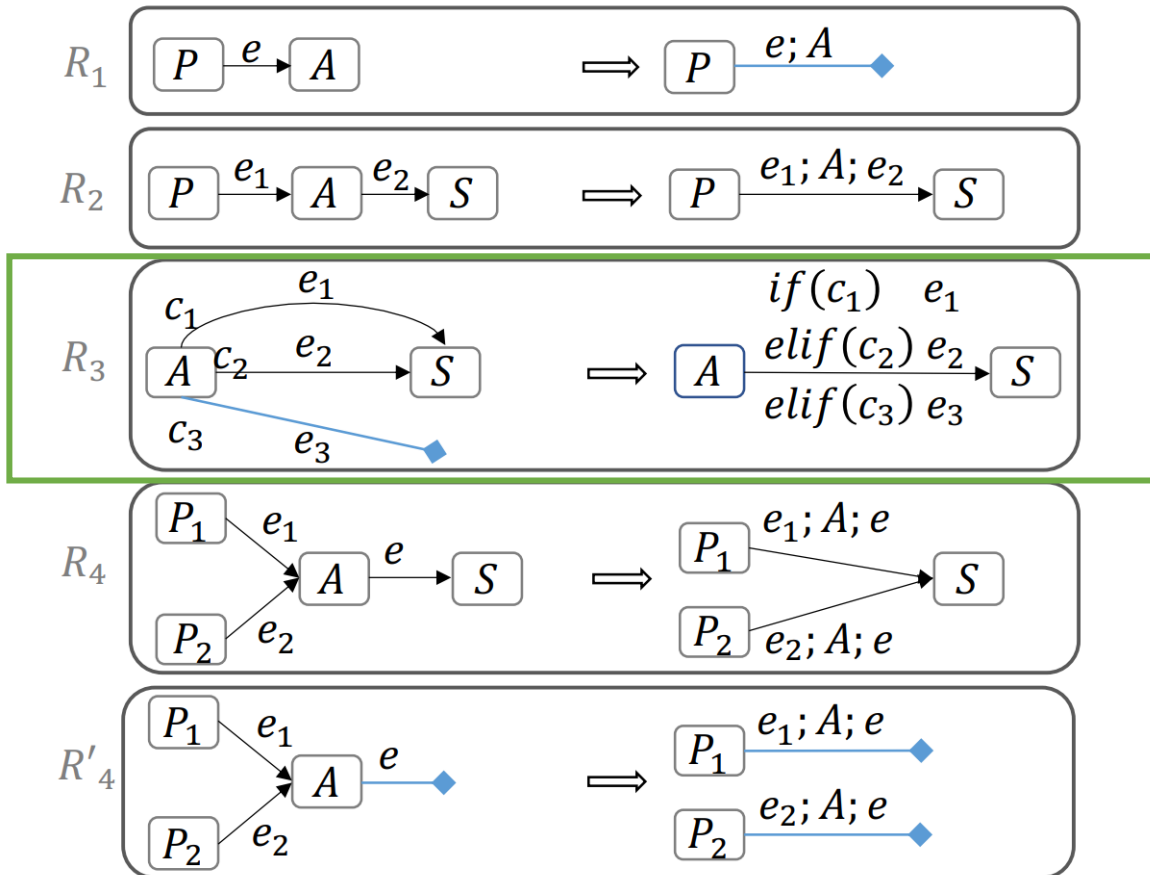 R₁ P e A ⇒ P e; A
R₂ P e₁ A e₂ S ⇒ P e₁; A; e₂ S
e₁ if(c₁) e₁
c₁
R₃ A c₂ e₂ S ⇒ A elif(c₂) e₂ S
c₃ e₃ elif(c₃) e₃
P₁ e₁ e₁; A; e
R₄ A e S ⇒ P₁ S
P₂ e₂ P₂ e₂; A; e
P₁ e₁ P₁ e₁; A; e
R'₄ A e ⇒
P₂ e₂ P₂ e₂; A; e